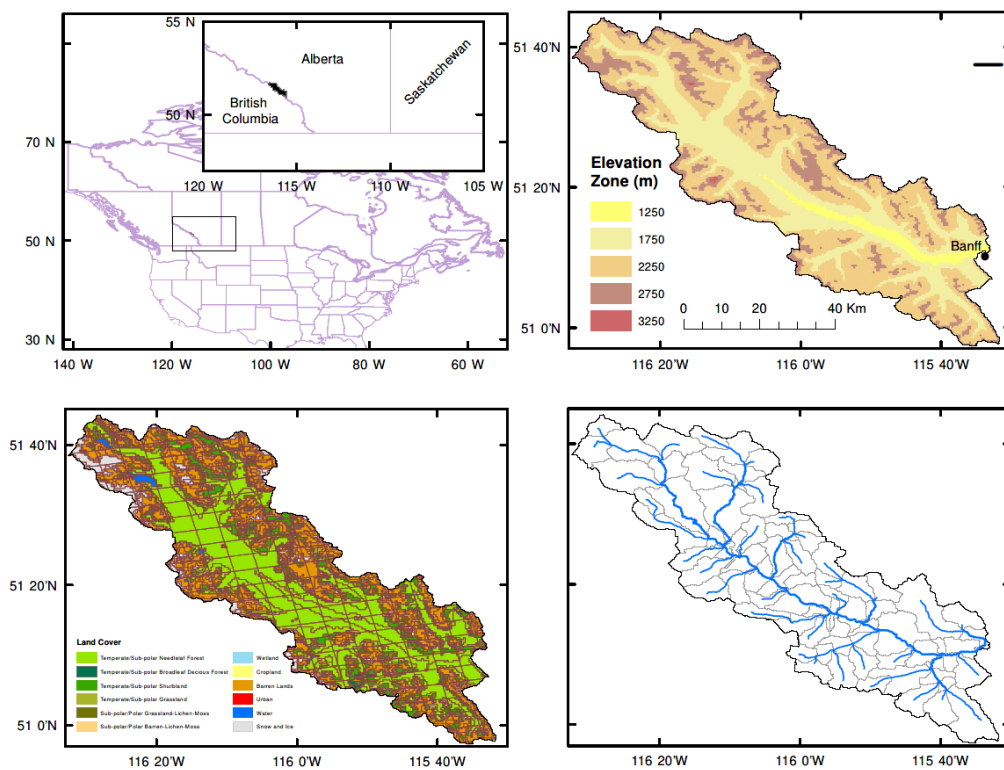 55 N
50 N
Alberta
British
Columbia
Saskatchewan
120 W
115 W
110 W
105 W
70 N
60 N
50 N
40 N
30 N
140 W
120 W
100 W
80 W
60 W
51 40'N
51 20'N
51 0'N
Elevation
Zone (m)
1250
1750
2250
2750
3250
Banff
0
10
20
40 Km
116 20'W
116 0'W
115 40'W
51 40'N
51 20'N
51 0'N
Land Cover
Temperate/Sub-polar Needlelaf Forest
Temperate/Sub-polar Broadleaf Decious Forest
Temperate/Sub-polar Shurbland
Temperate/Sub-polar Grassland
Sub-polar/Polar Grassland-Lichen-Moss
Sub-polar/Polar Barren-Lichen-Moss
Wetland
Cropland
Barren Lands
Urban
Water
Snow and Ice
116 20'W
116 0'W
115 40'W
116 20'W
116 0'W
115 40'W